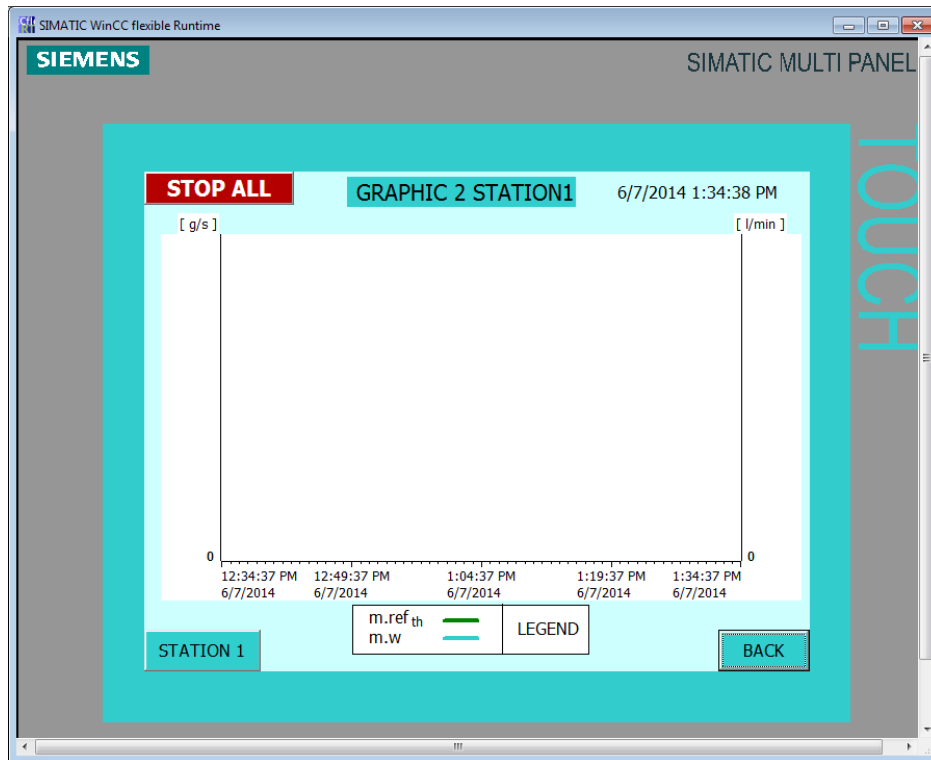 SIMATIC WinCC flexible Runtime
SIEMENS
SIMATIC MULTI PANEL
TOUCH
STOP ALL
GRAPHIC 2 STATION1
6/7/2014 1:34:38 PM
[ g/s ]
[ l/min ]
0
0
12:34:37 PM 12:49:37 PM 1:04:37 PM 1:19:37 PM 1:34:37 PM
6/7/2014 6/7/2014 6/7/2014 6/7/2014 6/7/2014
m.ref th
m.w
LEGEND
STATION 1
BACK